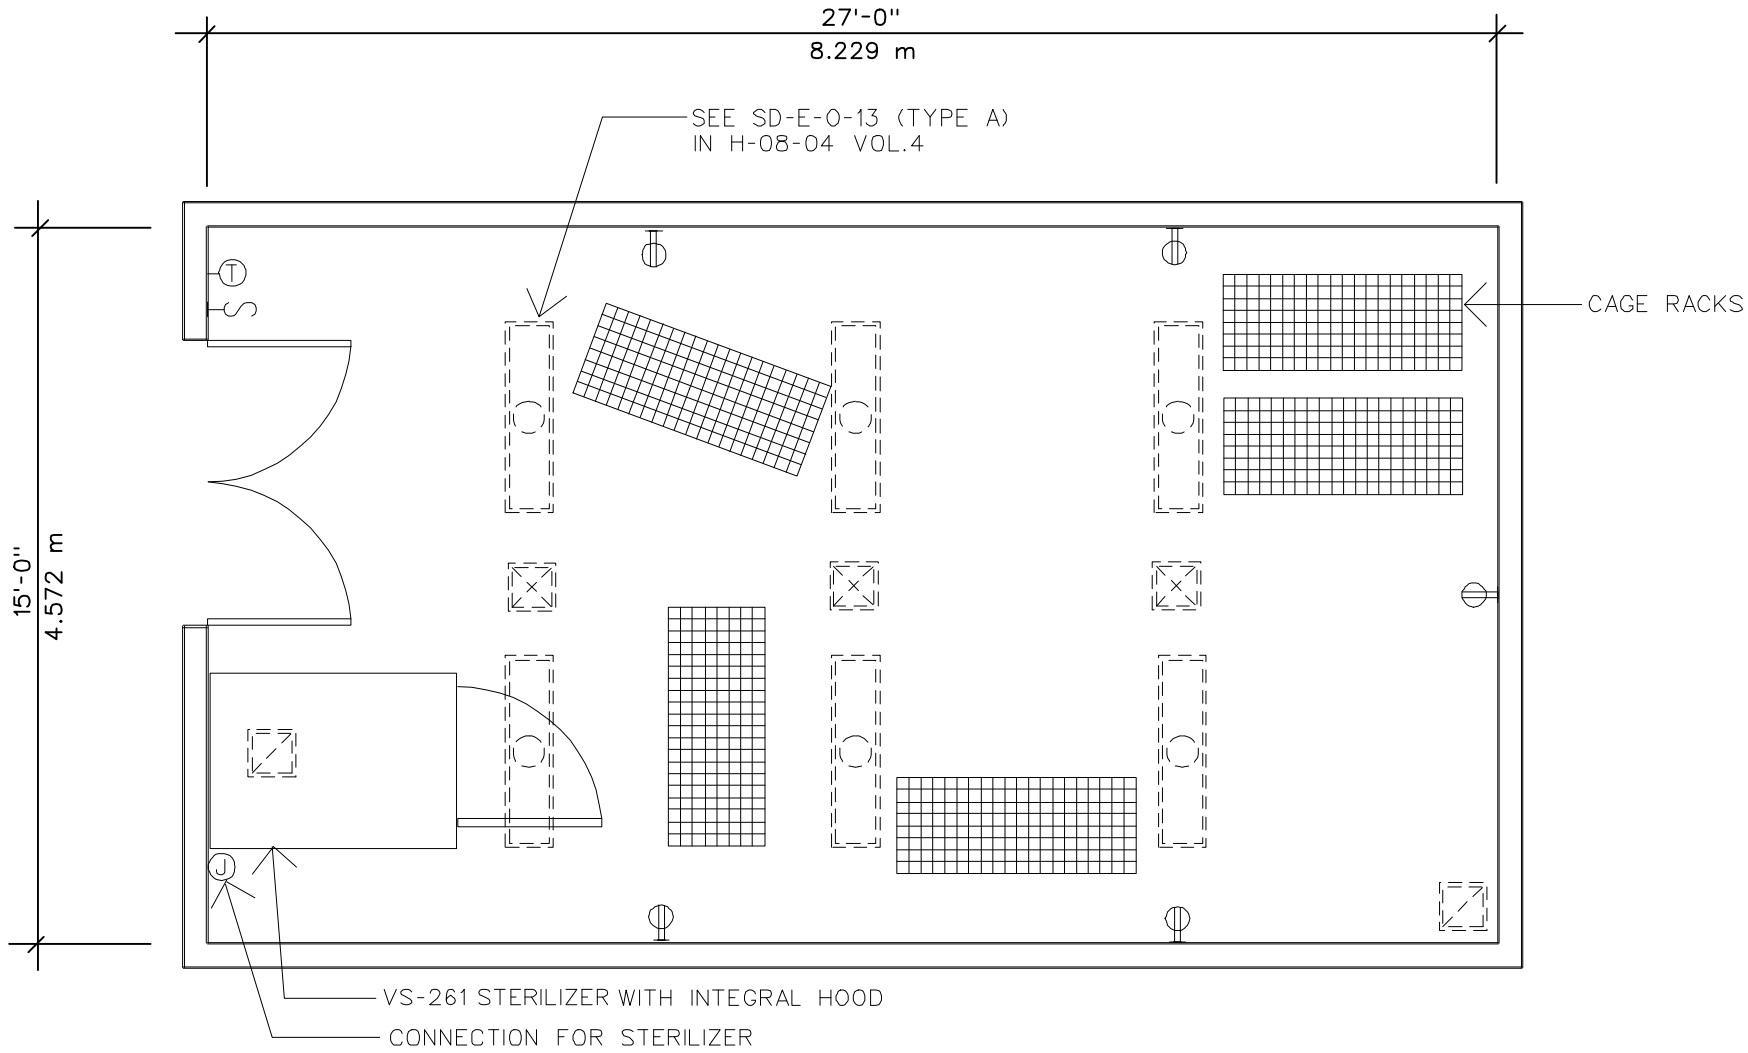 27'-0"
8.229 m
SEE SD-E-0-13 (TYPE A)
IN H-08-04 VOL.4
T
S
CAGE RACKS
15'-0"
4.572 m
J
VS-261 STERILIZER WITH INTEGRAL HOOD
CONNECTION FOR STERILIZER